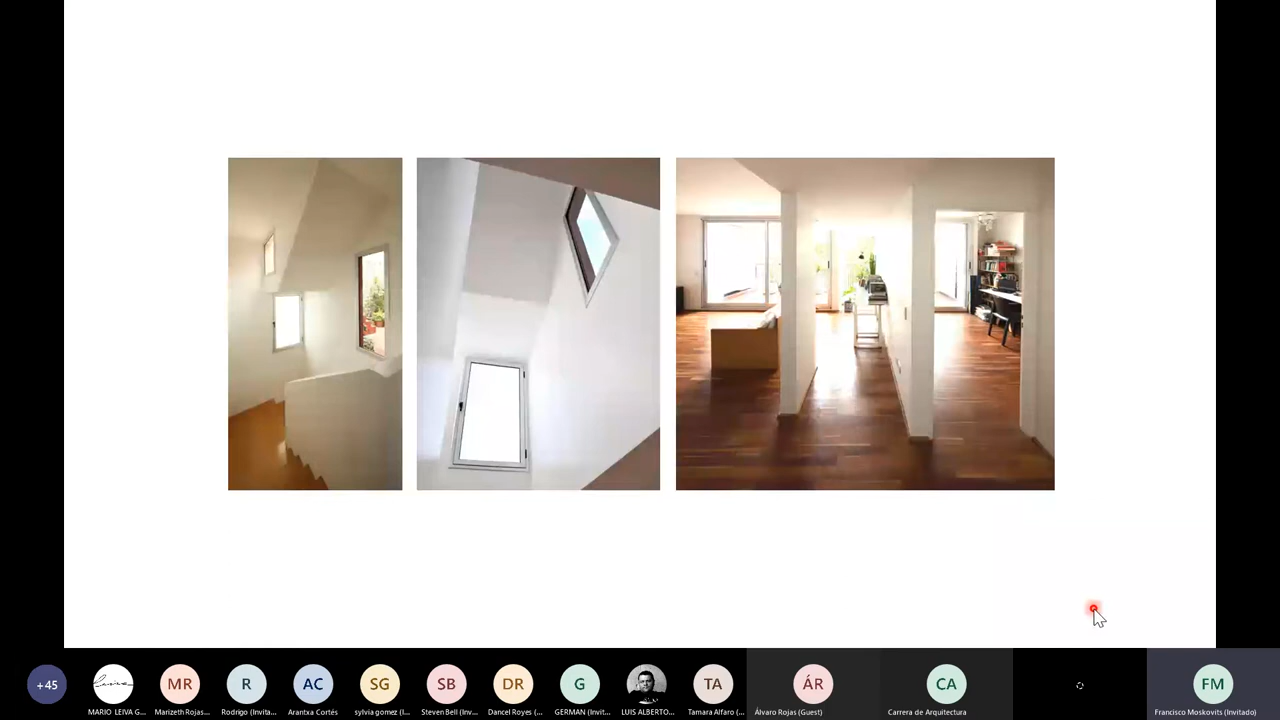 +45
MR
R
AC
SG
SB
DR
G
TA
ÁR
CA
FM
MARIO LEIVA G...
Marizeth Rojas...
Rodrigo (Invita...
Arantxa Cortés
sylvia gomez (I...
Steven Bell (Inv...
Dancel Royes (...
GERMAN (Invit...
LUIS ALBERTO...
Tamara Alfaro (...
Álvaro Rojas (Guest)
Carrera de Arquitectura
Francisco Moskovits (Invitado)